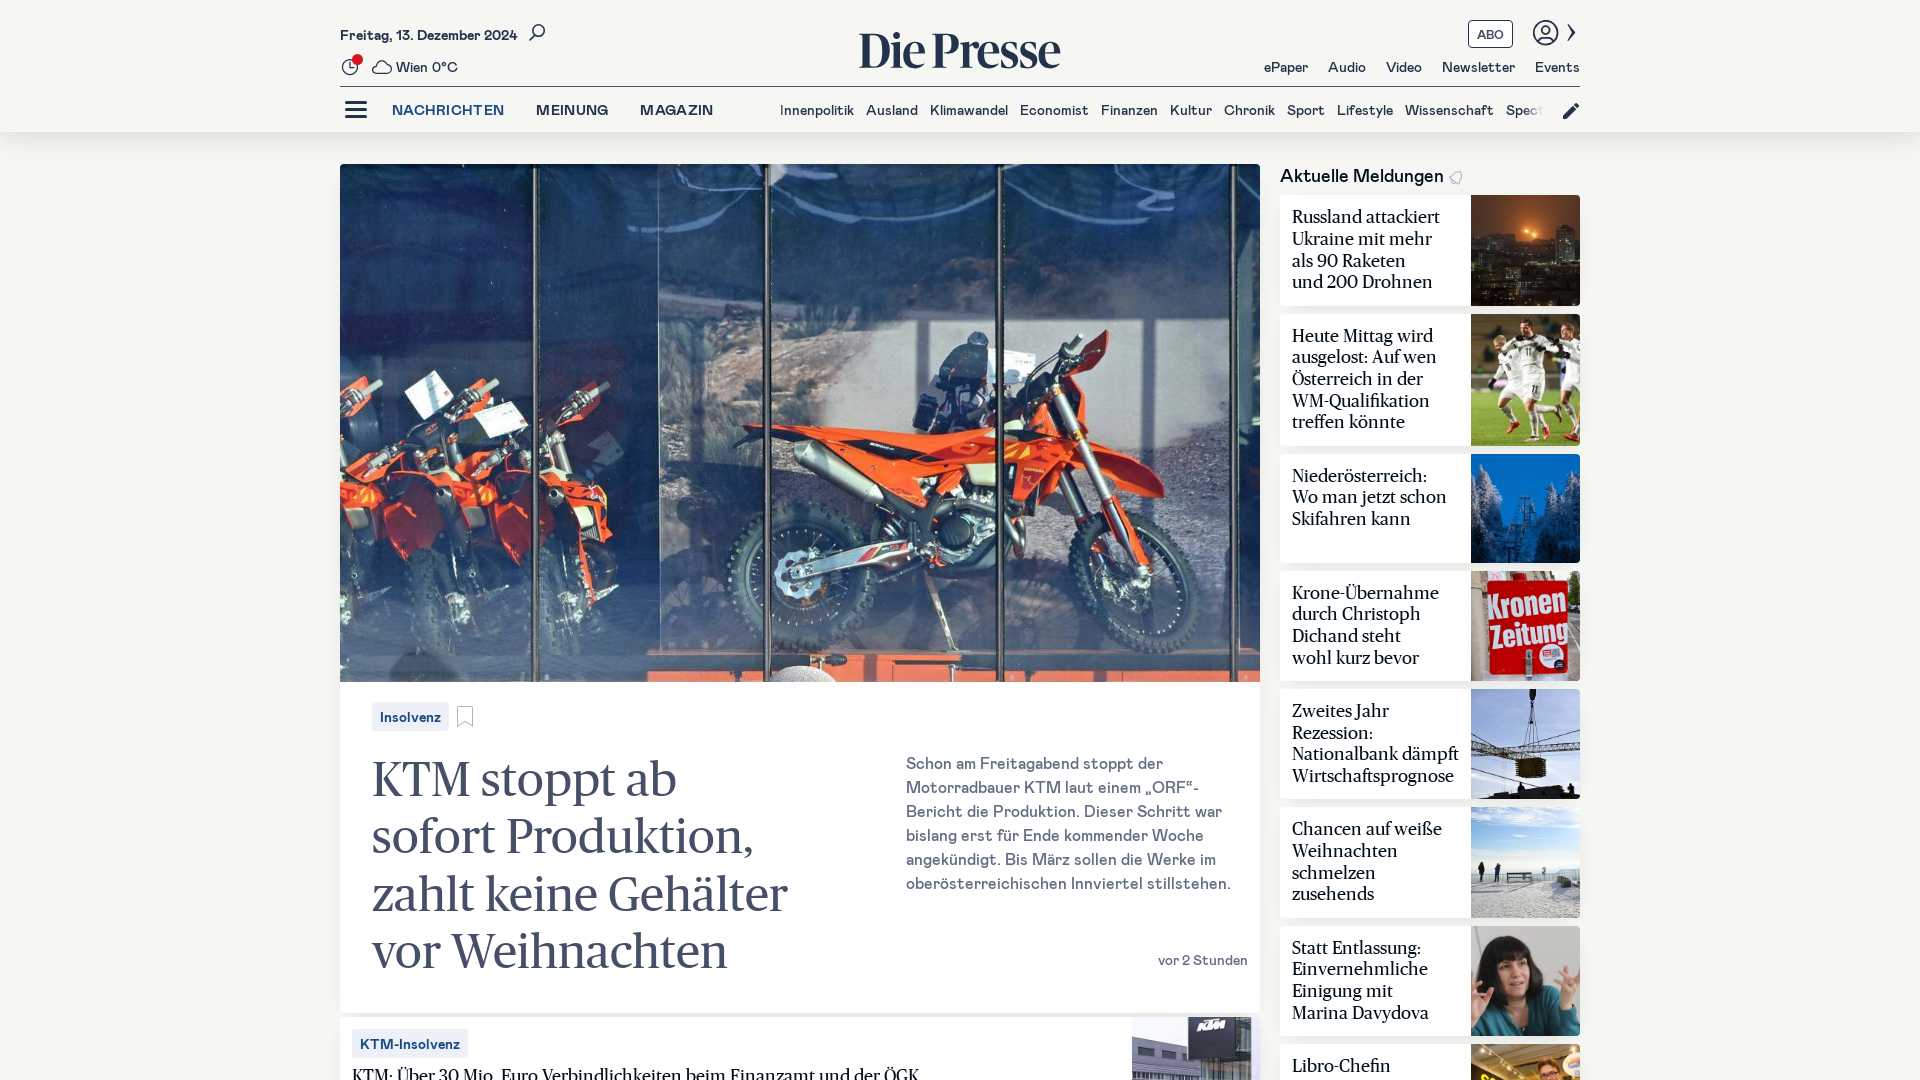 Freitag, 13. Dezember 2024
Wien 0°C
Die Presse
ABO
ePaper Audio Video Newsletter Events
NACHRICHTEN MEINUNG MAGAZIN
Innenpolitik Ausland Klimawandel Economist Finanzen Kultur Chronik Sport Lifestyle Wissenschaft
Insolvenz
KTM stoppt ab
sofort Produktion,
zahlt keine Gehälter
vor Weihnachten
Schon am Freitagabend stoppt der
Motorradbauer KTM laut einem „ORF“-
Bericht die Produktion. Dieser Schritt war
bislang erst für Ende kommender Woche
angekündigt. Bis März sollen die Werke im
oberösterreichischen Innviertel stillstehen.
vor 2 Stunden
KTM-Insolvenz
KTM: Über 30 Mio. Euro Verbindlichkeiten beim Finanzamt und der ÖGK
KTM
Aktuelle Meldungen
Russland attackiert
Ukraine mit mehr
als 90 Raketen
und 200 Drohnen
Heute Mittag wird
ausgelost: Auf wen
Österreich in der
WM-Qualifikation
treffen könnte
11
Niederösterreich:
Wo man jetzt schon
Skifahren kann
Krone-Übernahme
durch Christoph
Dichand steht
wohl kurz bevor
Kronen
Zeitung
Zweites Jahr
Rezession:
Nationalbank dämpft
Wirtschaftsprognose
Chancen auf weiße
Weihnachten
schmelzen
zusehends
Statt Entlassung:
Einvernehmliche
Einigung mit
Marina Davydova
Libro-Chefin